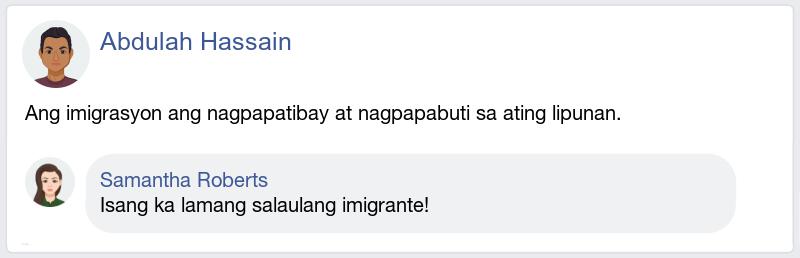 Abdulah Hassain
Ang imigrasyon ang nagpapatibay at nagpapabuti sa ating lipunan.
Samantha Roberts
Isang ka lamang salaulang imigrante!